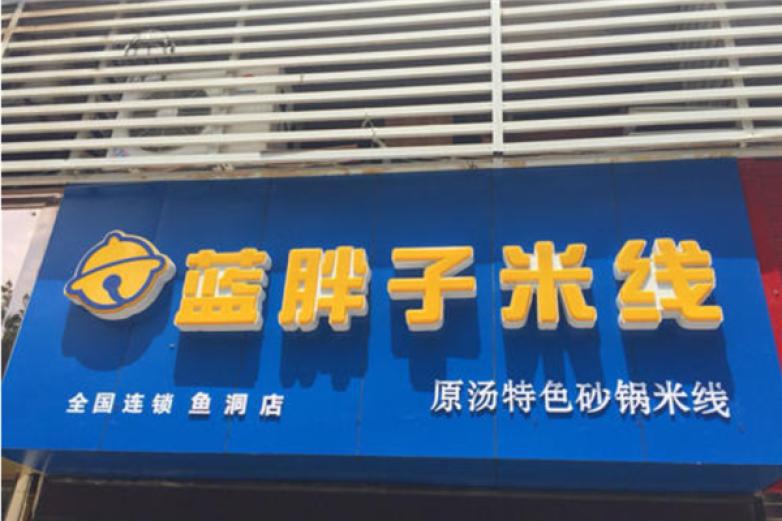 蓝胖子米线
全国连锁 鱼洞店
原汤特色砂锅米线